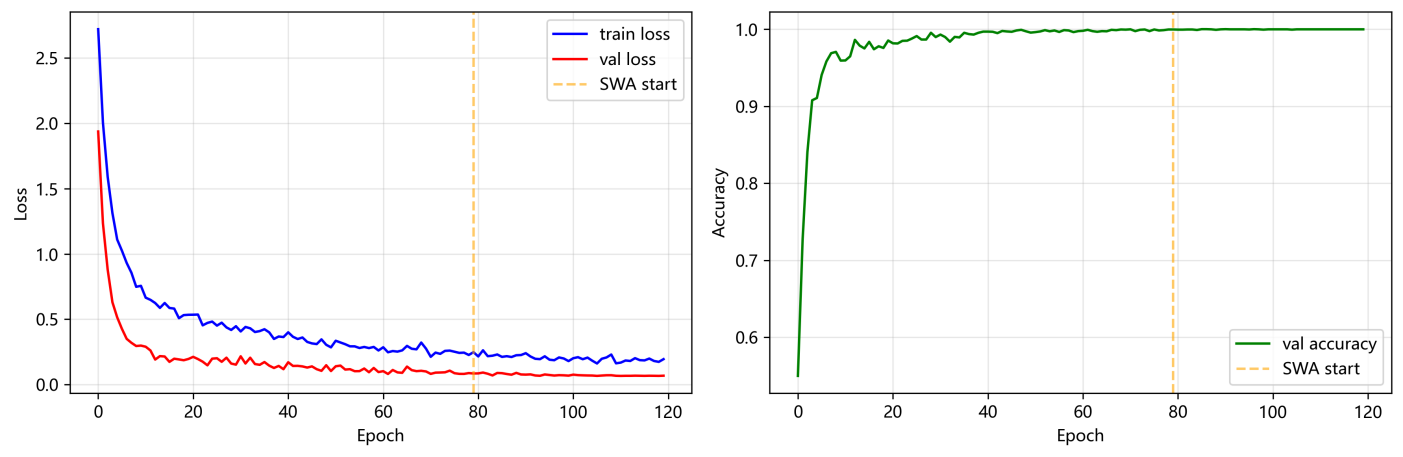 2.5
2.0
1.5
1.0
0.5
0.0
Loss
0 20 40 60 80 100 120
Epoch
train loss
val loss
SWA start
1.0
0.9
0.8
0.7
0.6
Accuracy
0 20 40 60 80 100 120
Epoch
val accuracy
SWA start